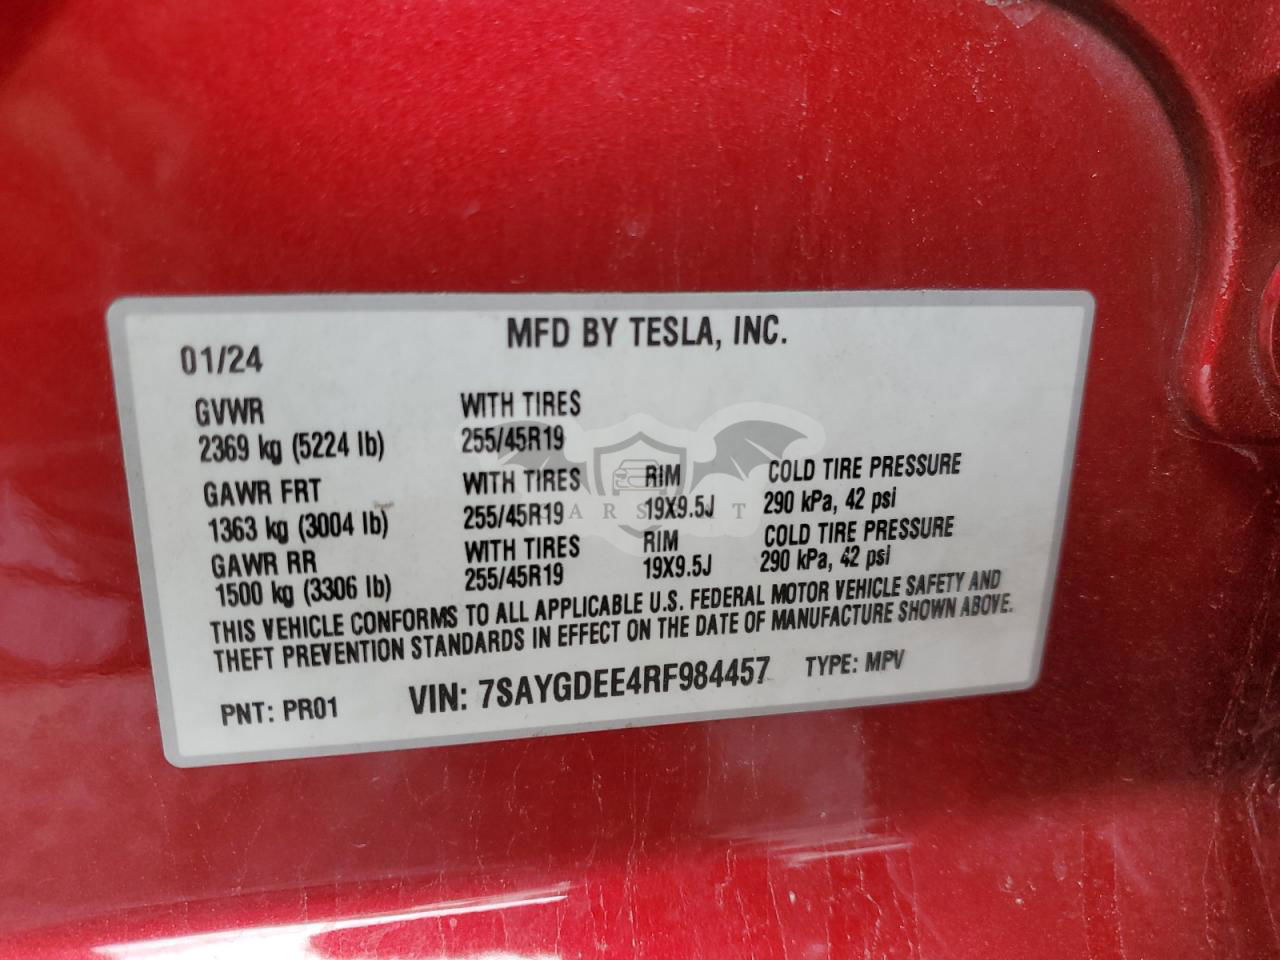 MFD BY TESLA, INC.
01/24
GVWR WITH TIRES
2369 kg (5224 lb) 255/45R19
GAWR FRT WITH TIRES RIM COLD TIRE PRESSURE
1363 kg (3004 lb) 255/45R19 19X9.5J 290 kPa, 42 psi
GAWR RR WITH TIRES RIM COLD TIRE PRESSURE
1500 kg (3306 lb) 255/45R19 19X9.5J 290 kPa, 42 psi
THIS VEHICLE CONFORMS TO ALL APPLICABLE U.S. FEDERAL MOTOR VEHICLE SAFETY AND
THEFT PREVENTION STANDARDS IN EFFECT ON THE DATE OF MANUFACTURE SHOWN ABOVE.
PNT: PR01 VIN: 7SAYGDEE4RF984457 TYPE: MPV